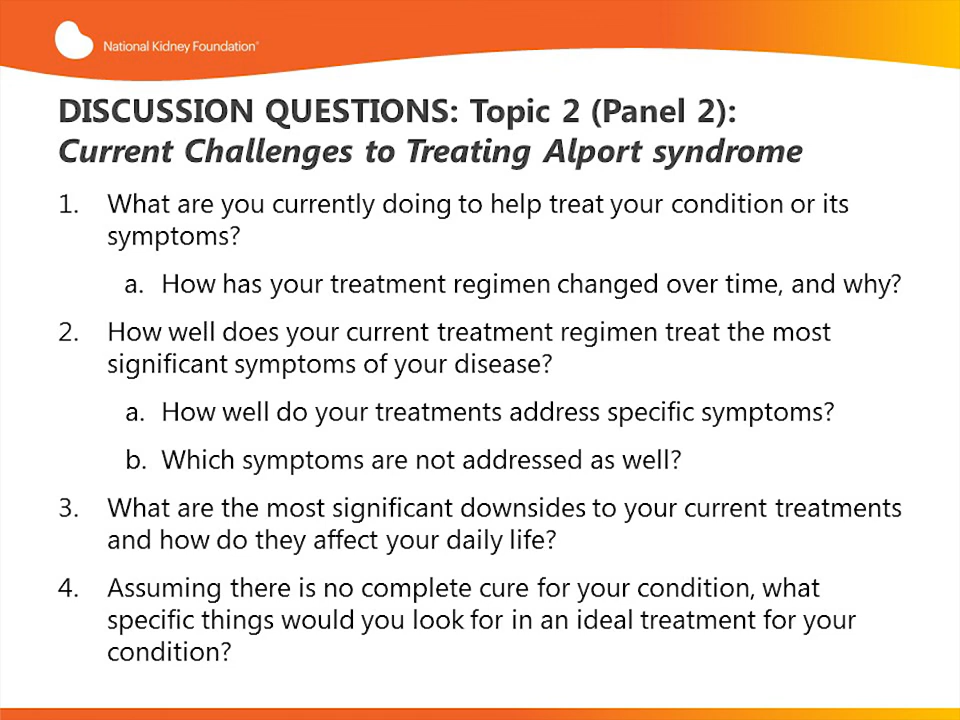 National Kidney Foundation®
DISCUSSION QUESTIONS: Topic 2 (Panel 2):
Current Challenges to Treating Alport syndrome
1. What are you currently doing to help treat your condition or its
symptoms?
a. How has your treatment regimen changed over time, and why?
2. How well does your current treatment regimen treat the most
significant symptoms of your disease?
a. How well do your treatments address specific symptoms?
b. Which symptoms are not addressed as well?
3. What are the most significant downsides to your current treatments
and how do they affect your daily life?
4. Assuming there is no complete cure for your condition, what
specific things would you look for in an ideal treatment for your
condition?